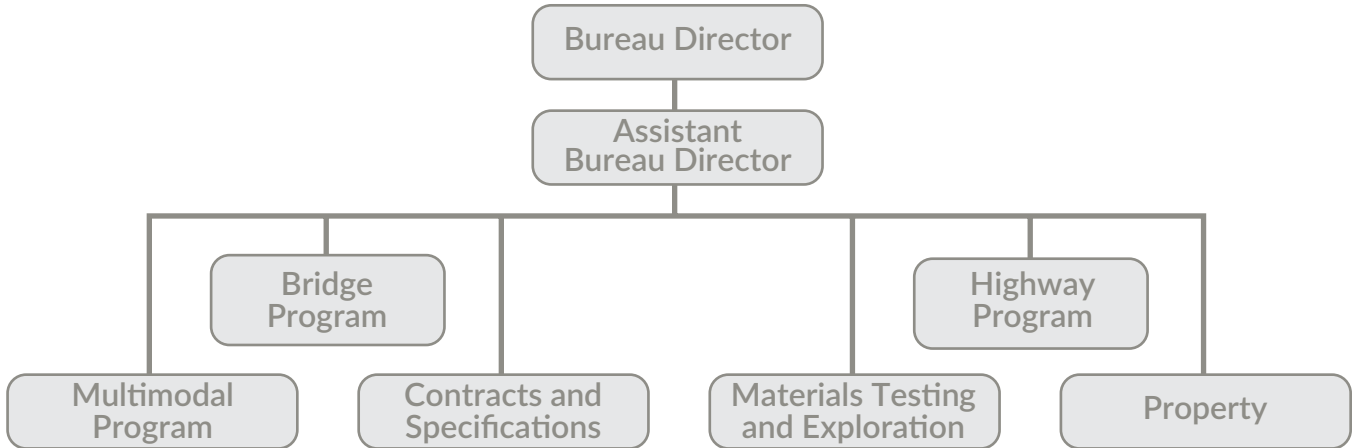 Bureau Director
Assistant
Bureau Director
Bridge
Program
Highway
Program
Multimodal
Program
Contracts and
Specifications
Materials Testing
and Exploration
Property